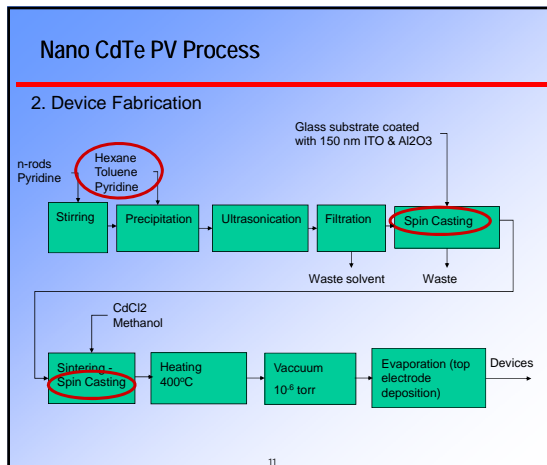 Nano CdTe PV Process
2. Device Fabrication
Glass substrate coated
with 150 nm ITO & Al2O3
n-rods
Pyridine
Hexane
Toluene
Pyridine
Stirring
Precipitation
Ultrasonication
Filtration
Spin Casting
Waste solvent
Waste
CdCl2
Methanol
Sintering -
Spin Casting
Heating
400ºC
Vaccuum
10-6 torr
Evaporation (top
electrode
deposition)
Devices
11